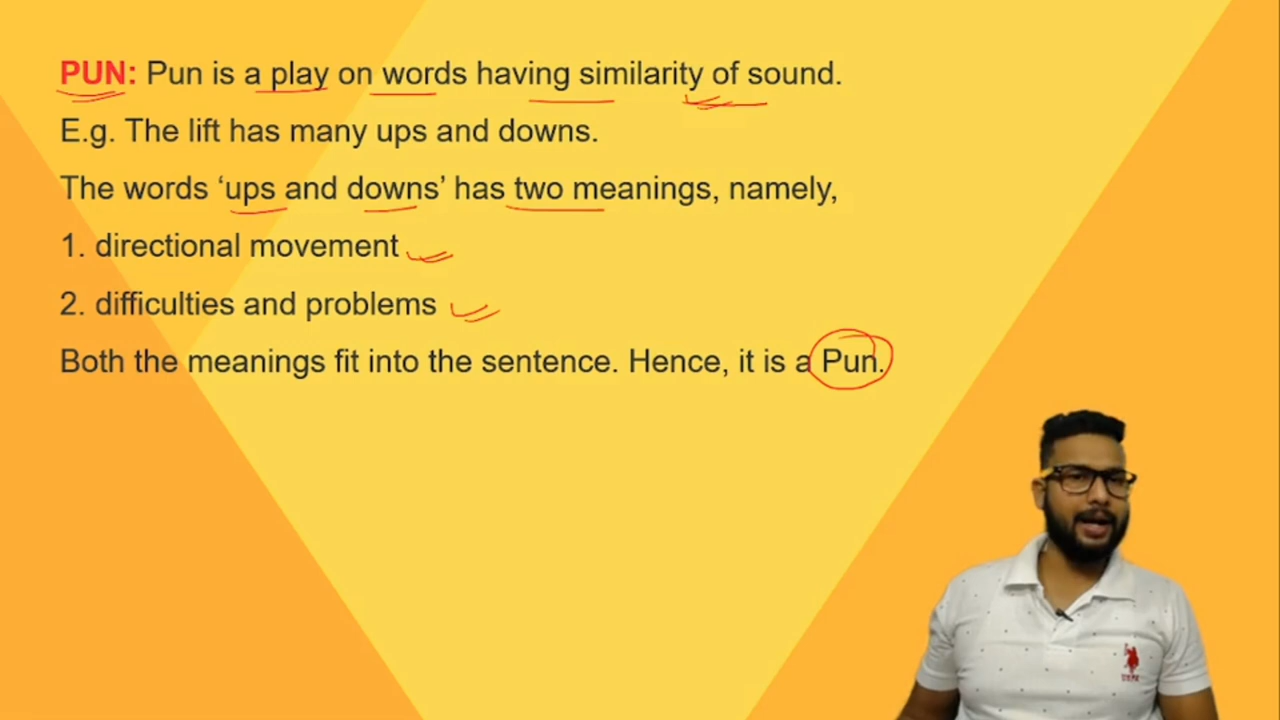 PUN: Pun is a play on words having similarity of sound.
E.g. The lift has many ups and downs.
The words ‘ups and downs’ has two meanings, namely,
1. directional movement
2. difficulties and problems
Both the meanings fit into the sentence. Hence, it is a Pun.